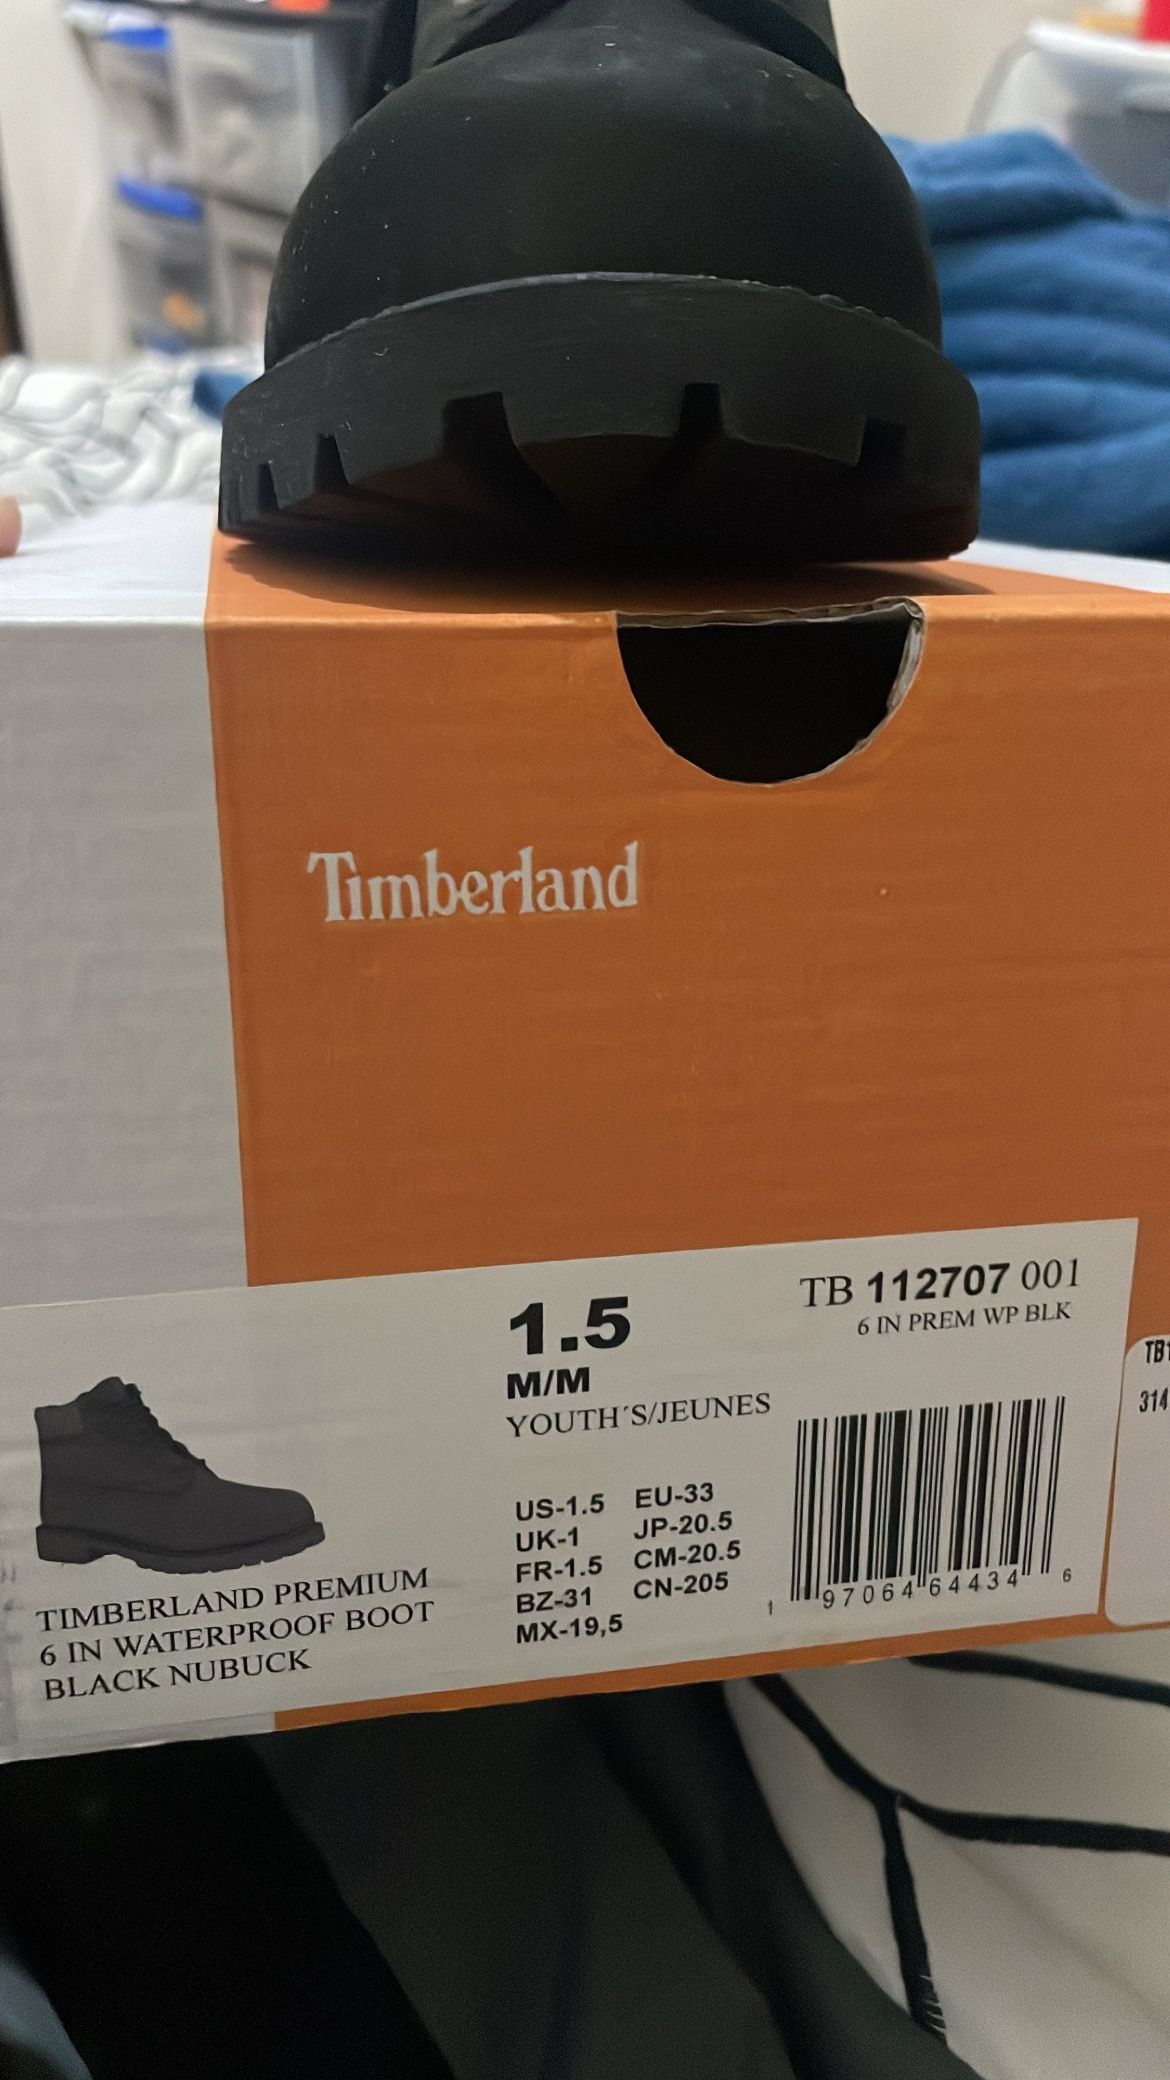 Timberland
1.5
M/M
YOUTH´S/JEUNES
TB 112707 001
6 IN PREM WP BLK
US-1.5 EU-33
UK-1 JP-20.5
FR-1.5 CM-20.5
BZ-31 CN-205
MX-19,5
1 97064 64434 6
TIMBERLAND PREMIUM
6 IN WATERPROOF BOOT
BLACK NUBUCK
TB1
314